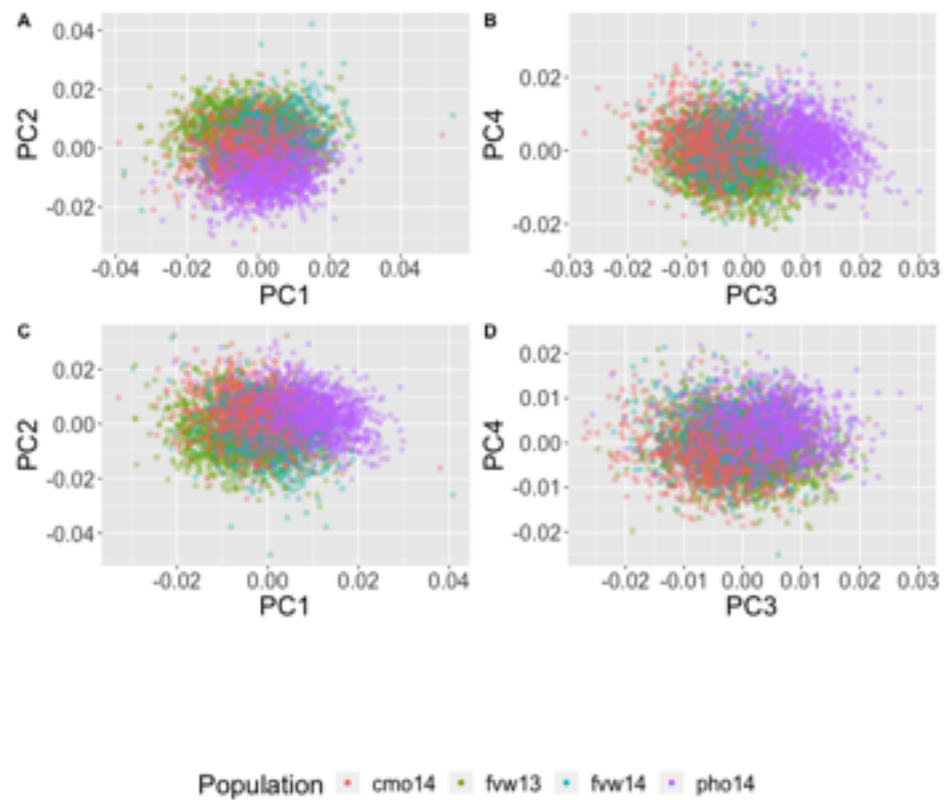 A
0.04
0.02
0.00
-0.02
PC2
-0.04 -0.02 0.00 0.02 0.04
PC1
B
0.02
0.00
-0.02
PC4
-0.03 -0.02 -0.01 0.00 0.01 0.02 0.03
PC3
C
0.02
0.00
-0.02
-0.04
PC2
-0.02 0.00 0.02 0.04
PC1
D
0.02
0.01
0.00
-0.01
-0.02
PC4
-0.02 -0.01 0.00 0.01 0.02 0.03
PC3
Population cmo14 fvw13 fvw14 pho14